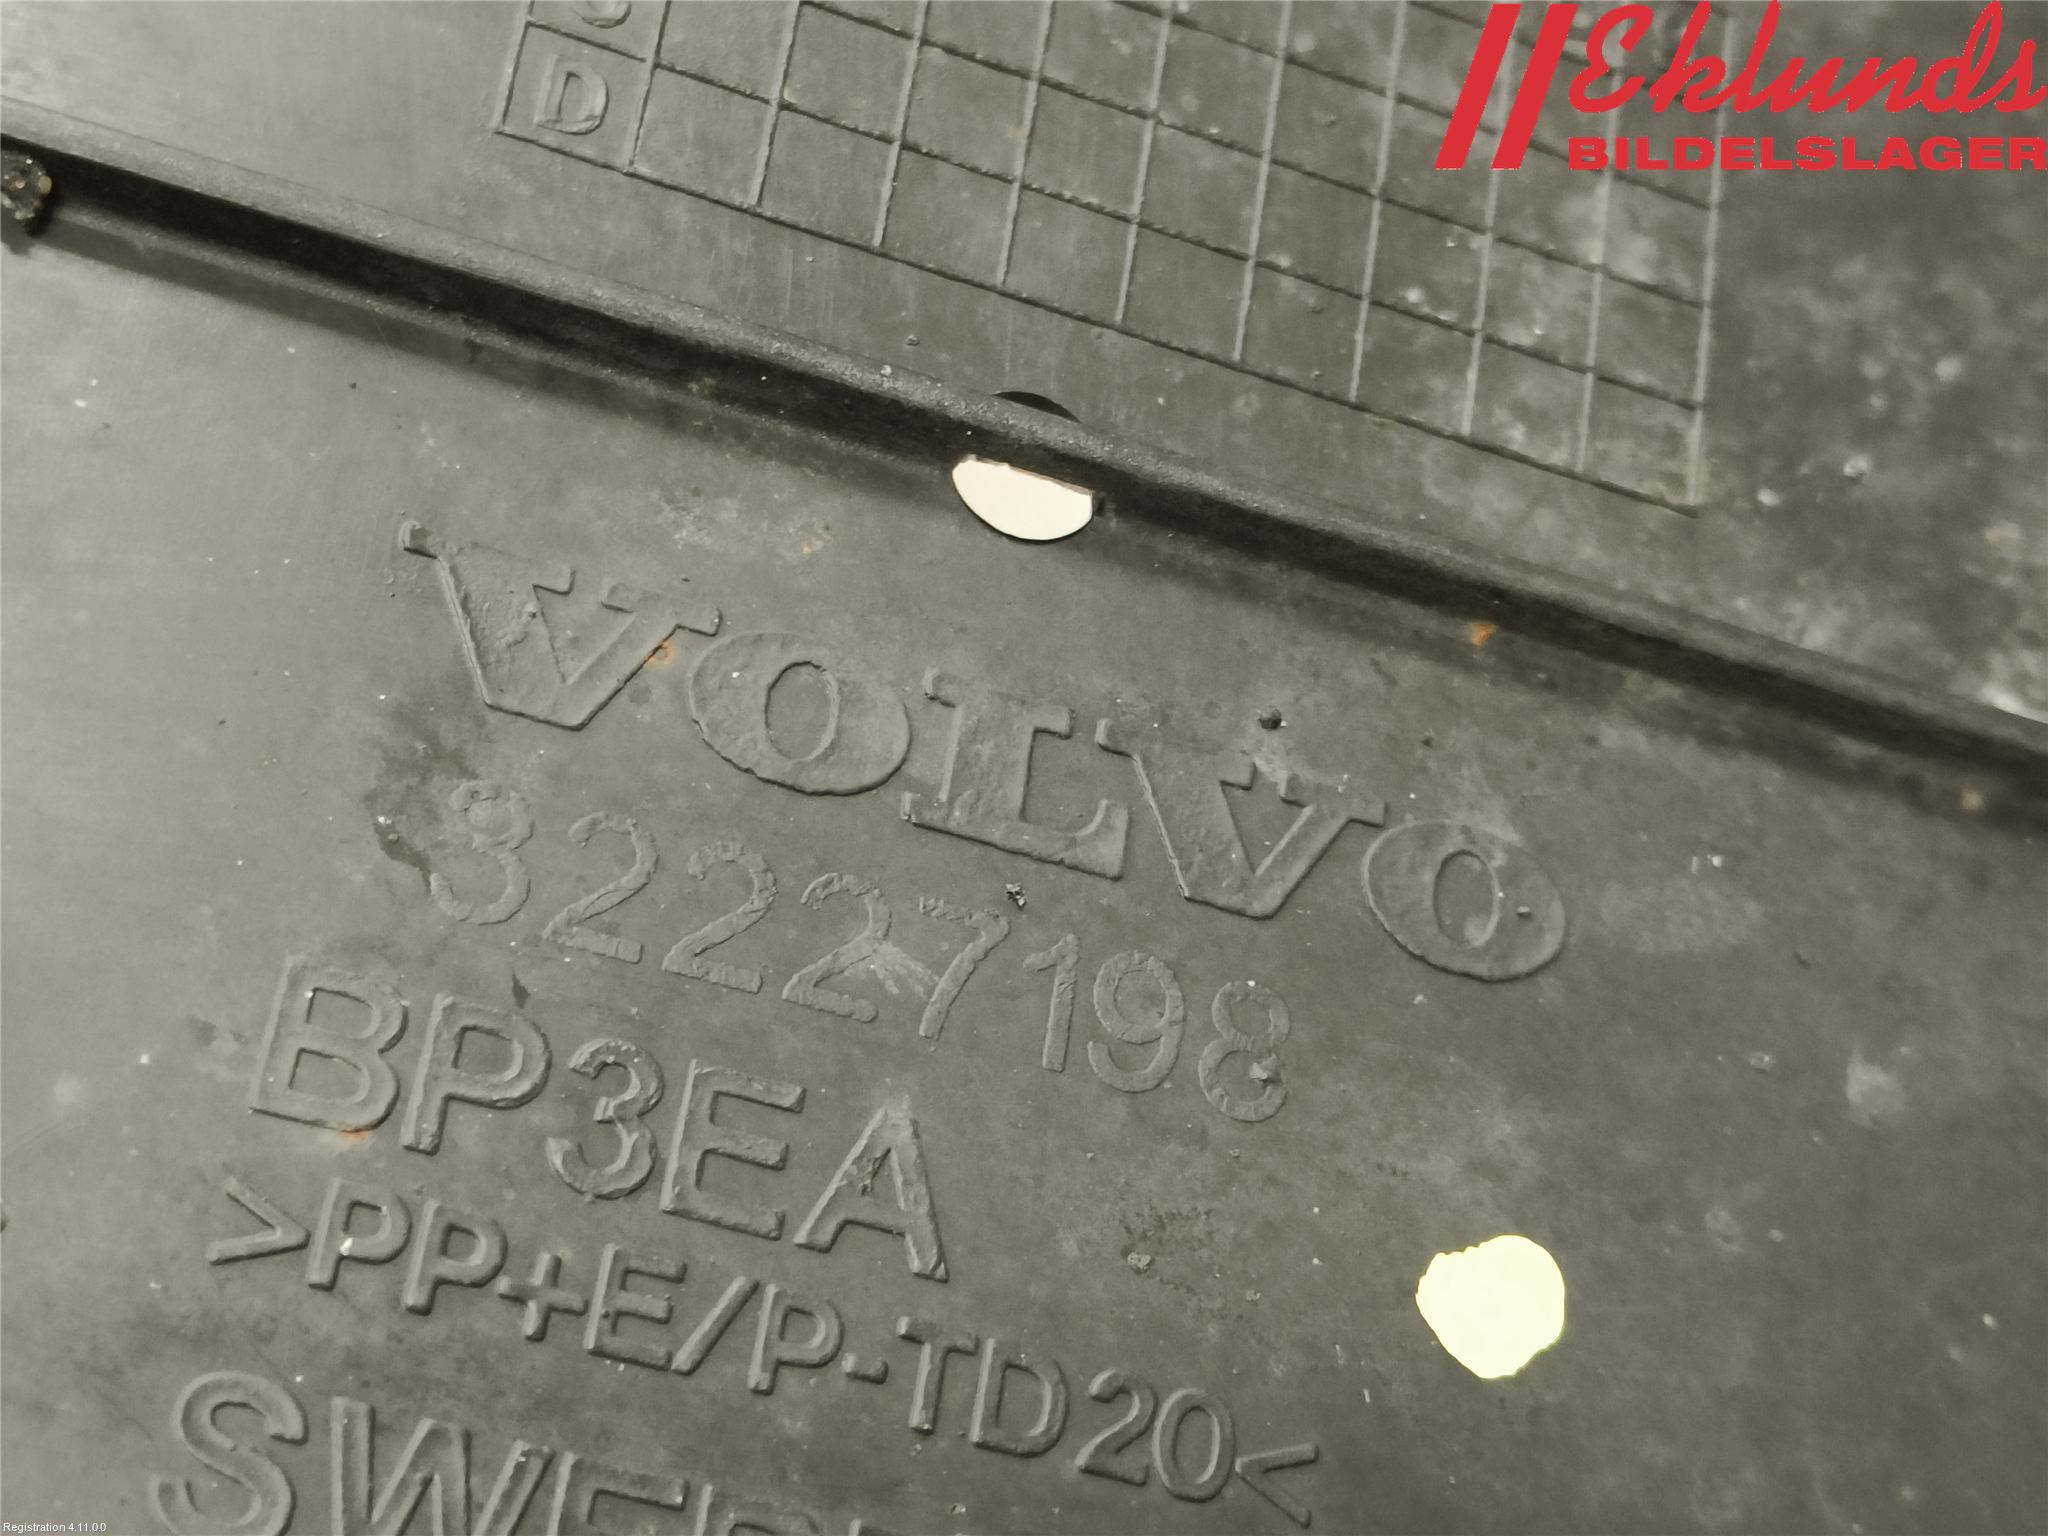 Eklunds
BILDELSLAGER
D
VOLVO
32227198
BP3EA
>PP+E/P-TD20<
Registration 4.11.0.0